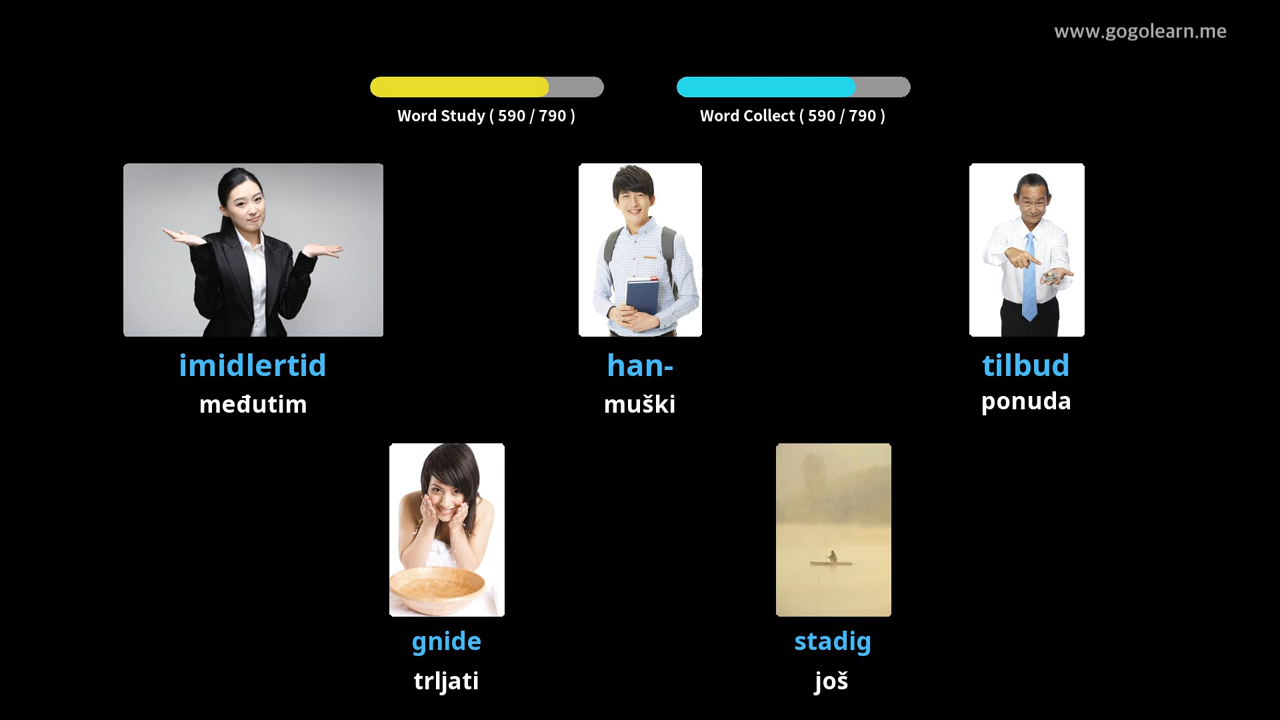 www.gogolearn.me
Word Study ( 590 / 790 )
Word Collect ( 590 / 790 )
imidlertid
međutim
han-
muški
tilbud
ponuda
gnide
trljati
stadig
još